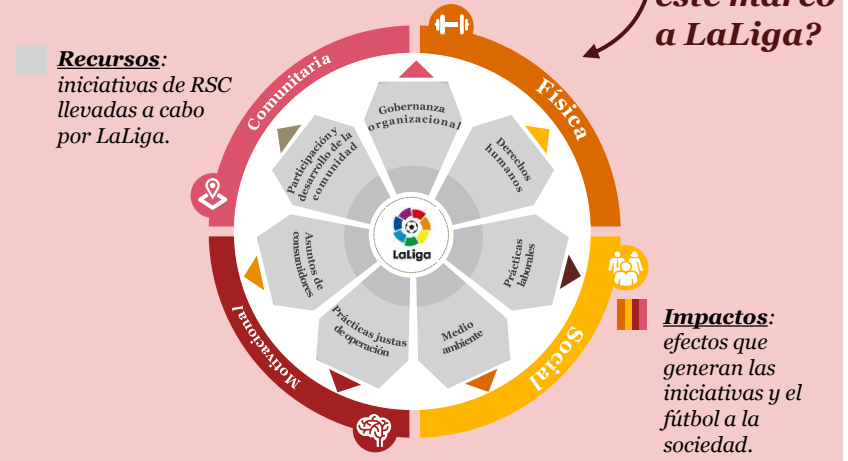 este marco
a LaLiga?
Recursos:
iniciativas de RSC
llevadas a cabo
por LaLiga.
Comunitaria
Física
Gobernanza
organizacional
Derechos
humanos
Participación y
desarrollo de la
comunidad
LaLiga
Prácticas
laborales
Asuntos de
consumidores
Prácticas justas
de operación
Medio
ambiente
Motivacional
Social
Impactos:
efectos que
generan las
iniciativas y el
fútbol a la
sociedad.